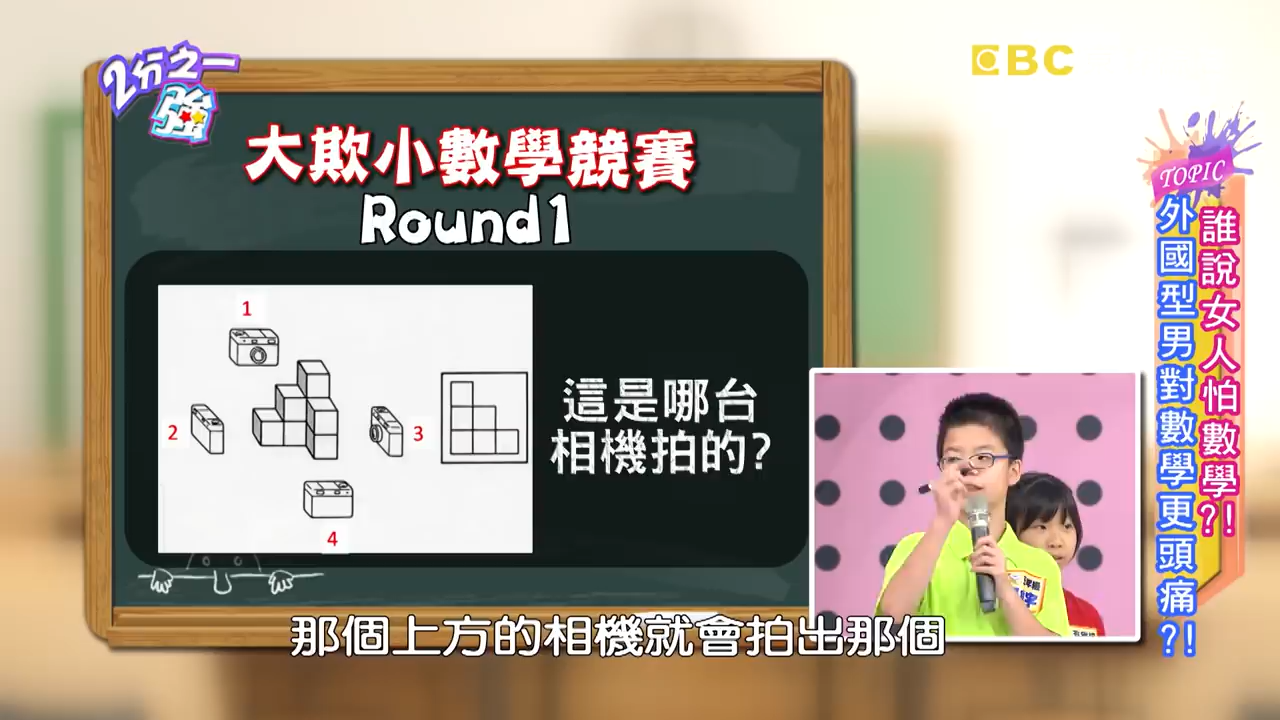 2分之一強
EBC
大欺小數學競賽
Round1
1
2
3
4
這是哪台
相機拍的?
TOPIC
誰說女人怕數學?!
外國型男對數學更頭痛?!
那個上方的相機就會拍出那個